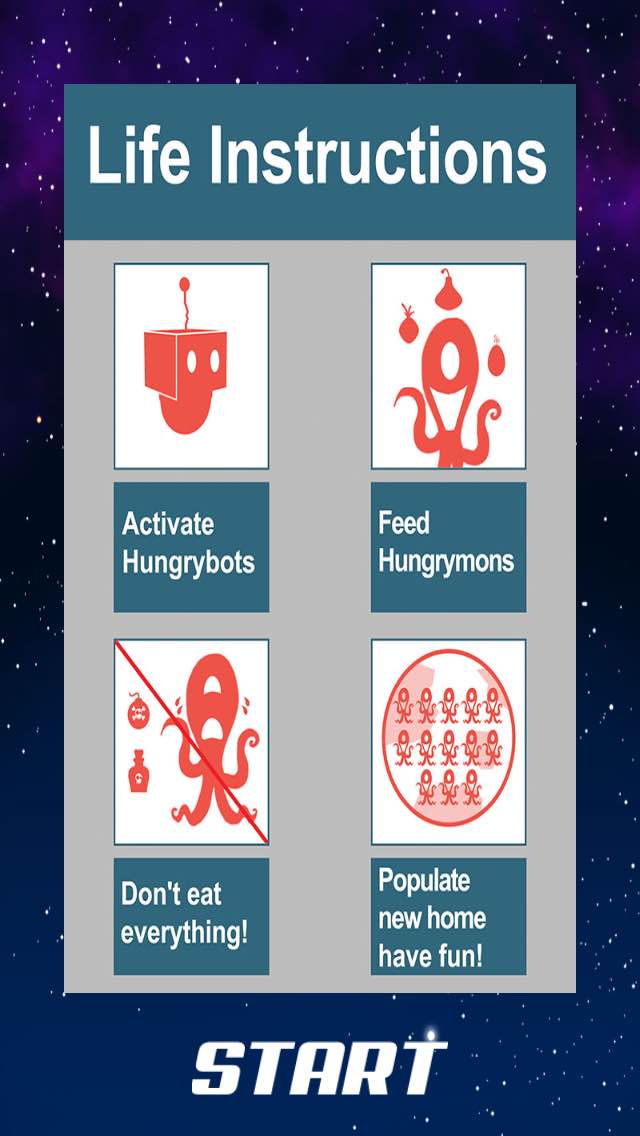 Life Instructions
Activate
Hungrybots
Feed
Hungrymons
Don't eat
everything!
Populate
new home
have fun!
START